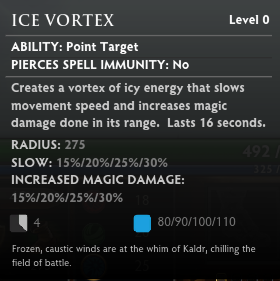 ICE VORTEX Level 0
ABILITY: Point Target
PIERCES SPELL IMMUNITY: No
Creates a vortex of icy energy that slows
movement speed and increases magic
damage done in its range. Lasts 16 seconds.
RADIUS: 275
SLOW: 15%/20%/25%/30%
INCREASED MAGIC DAMAGE:
15%/20%/25%/30%
4 80/90/100/110
Frozen, caustic winds are at the whim of Kaldr, chilling the
field of battle.